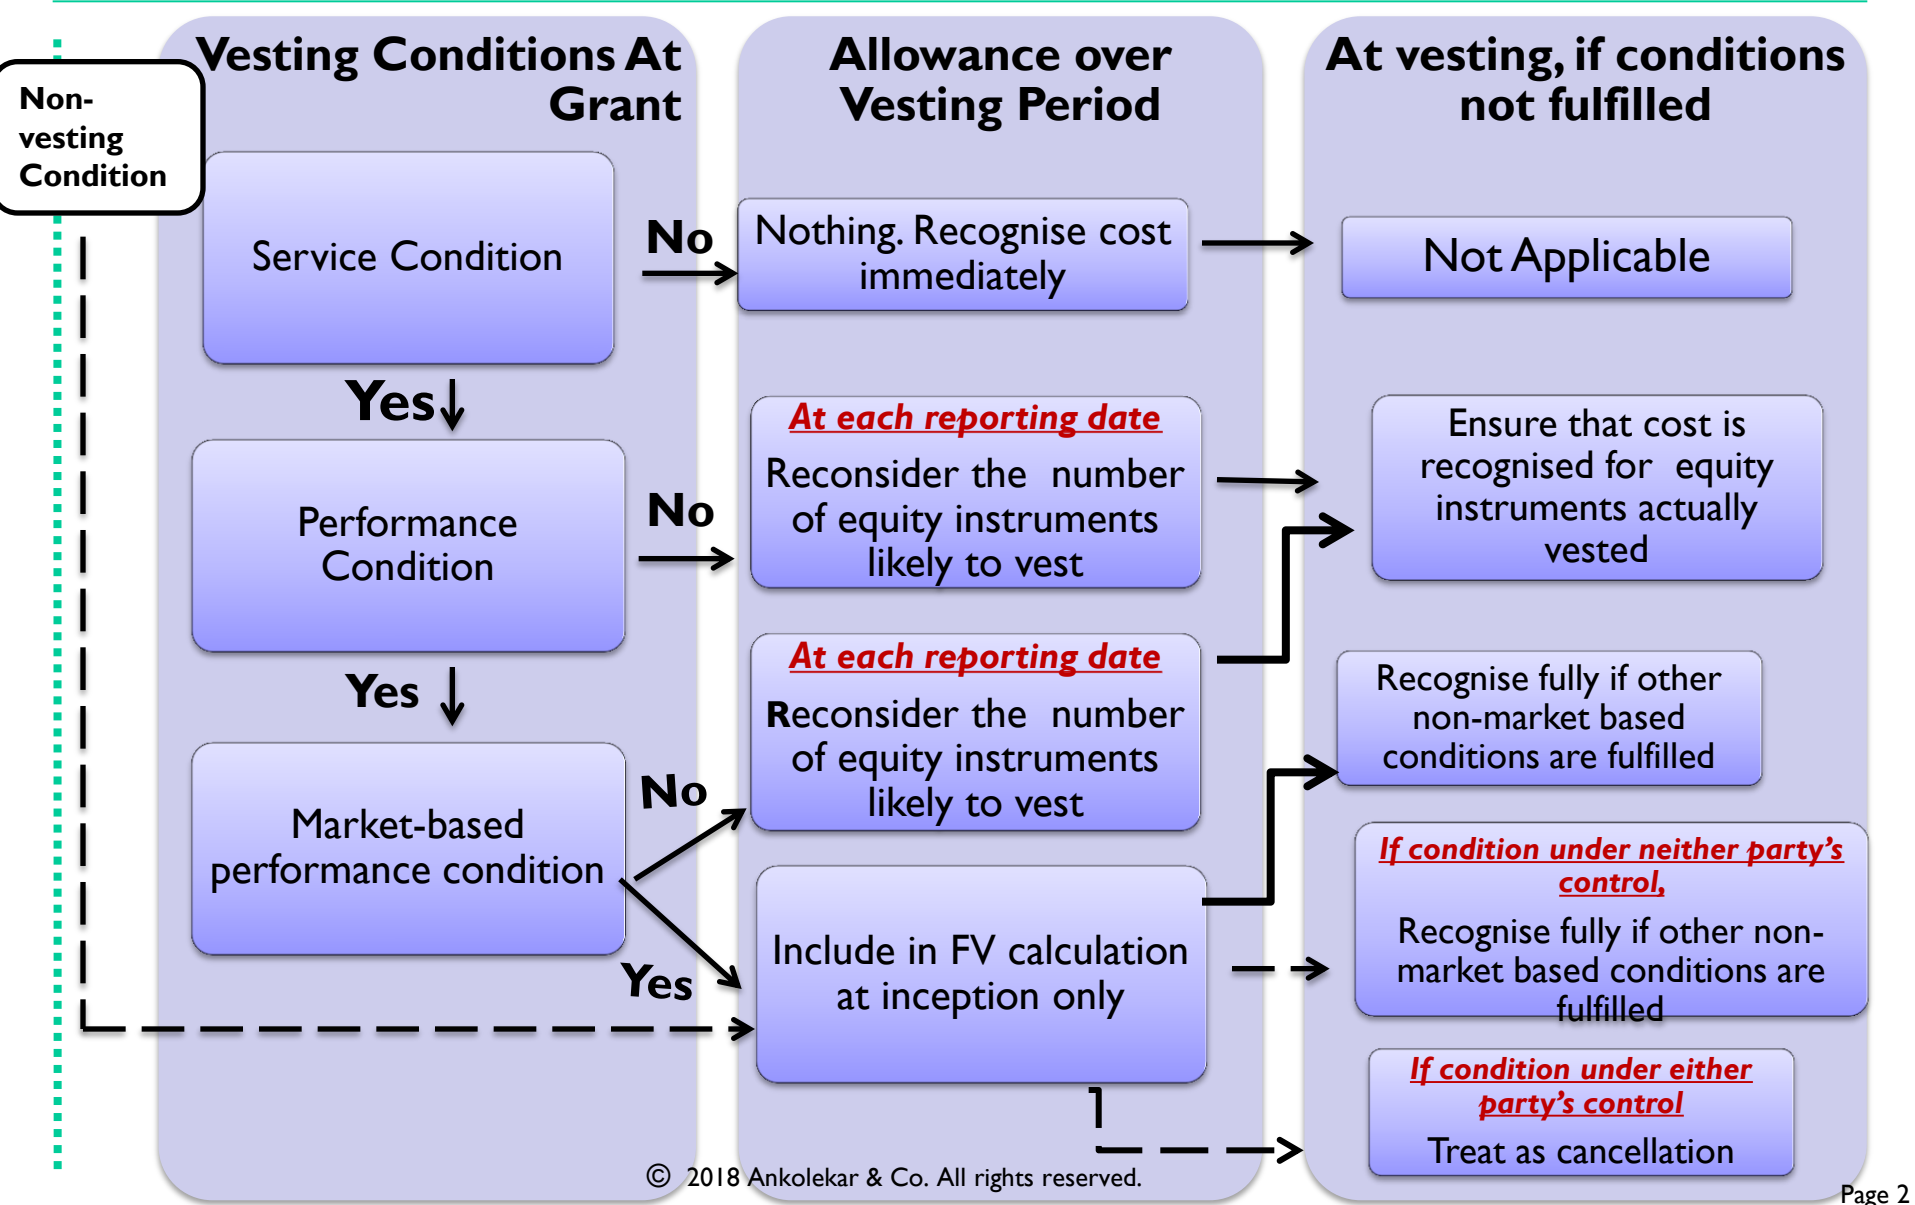 Non-
vesting
Condition
Vesting Conditions At
Grant
Service Condition
No
Yes
Performance
Condition
No
Yes
Market-based
performance condition
No
Yes
Allowance over
Vesting Period
Nothing. Recognise cost
immediately
At each reporting date
Reconsider the number
of equity instruments
likely to vest
At each reporting date
Reconsider the number
of equity instruments
likely to vest
Include in FV calculation
at inception only
At vesting, if conditions
not fulfilled
Not Applicable
Ensure that cost is
recognised for equity
instruments actually
vested
Recognise fully if other
non-market based
conditions are fulfilled
If condition under neither party's
control,
Recognise fully if other non-
market based conditions are
fulfilled
If condition under either
party's control
Treat as cancellation
© 2018 Ankolekar & Co. All rights reserved.
Page 2